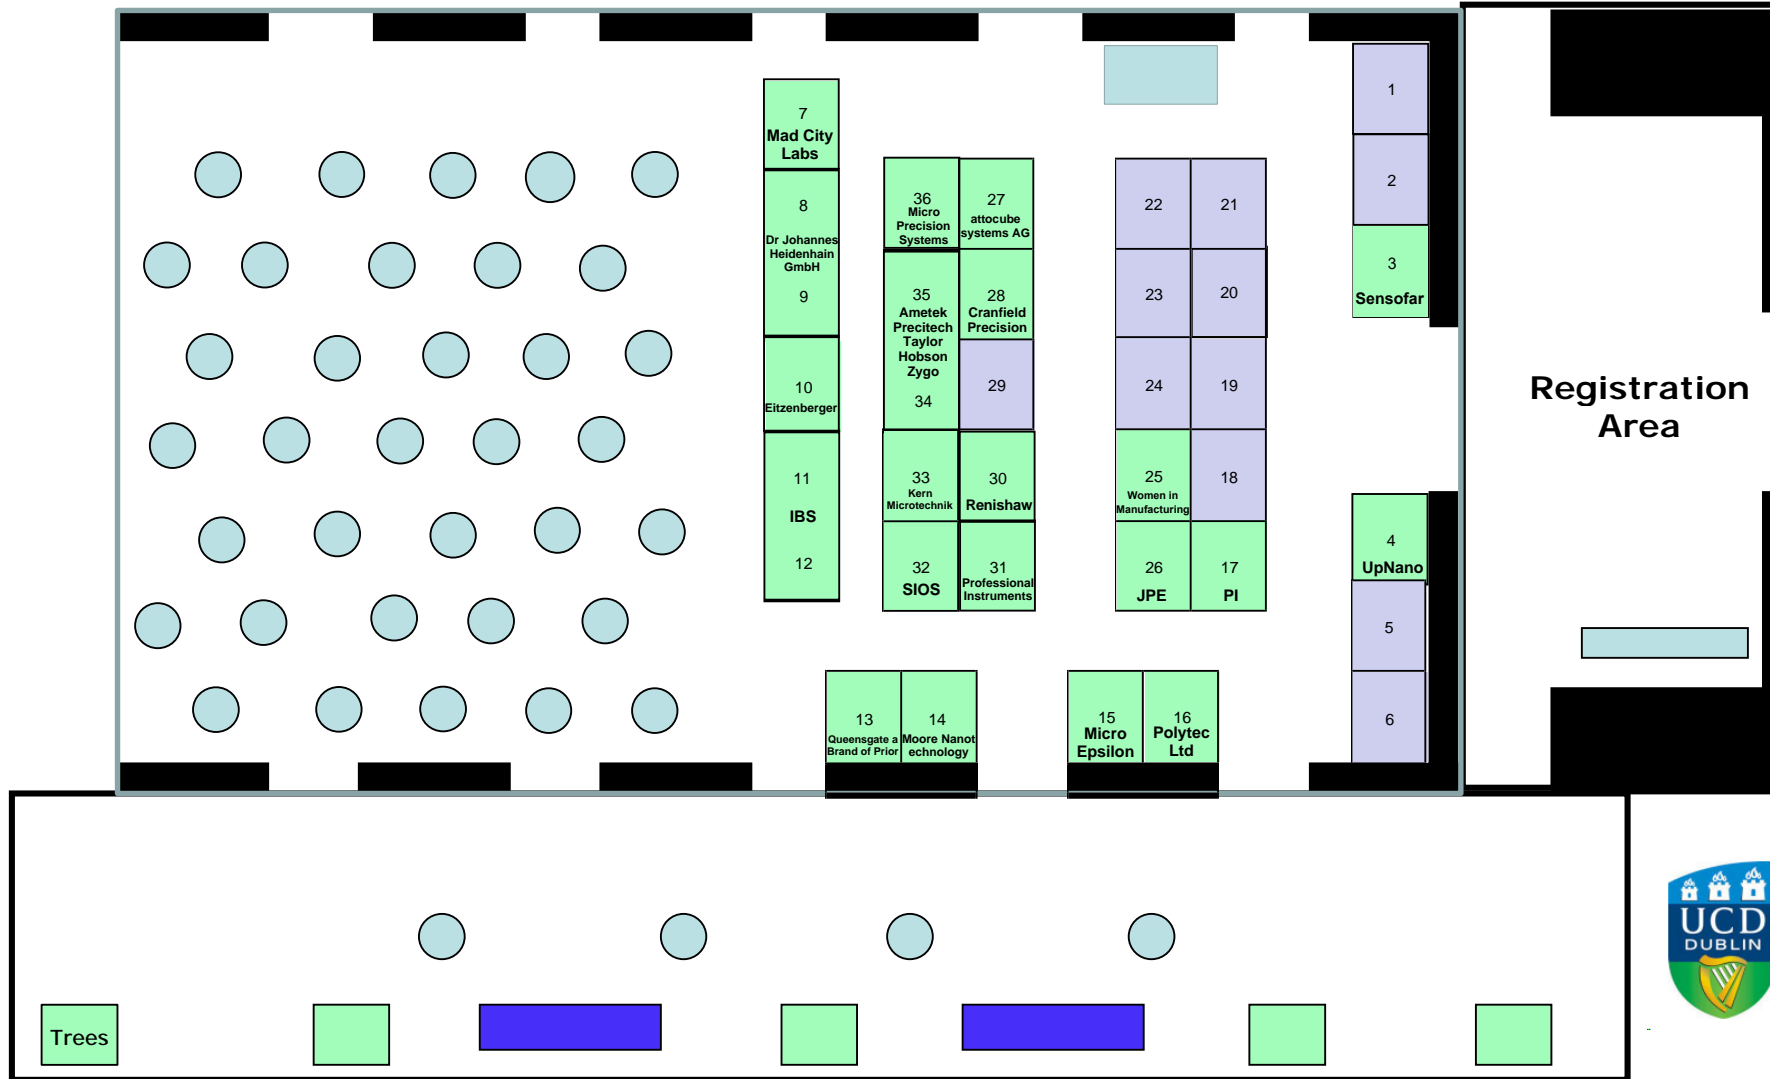 7
Mad City
Labs
8
Dr Johannes
Heidenhain
GmbH
9
10
Eitzenberger
11
IBS
12
36
Micro
Precision
Systems
27
attocube
systems AG
35
Ametek
Precitech
Taylor
Hobson
Zygo
34
28
Cranfield
Precision
29
33
Kern
Microtechnik
30
Renishaw
32
SIOS
31
Professional
Instruments
22
21
23
20
24
19
25
Women in
Manufacturing
18
26
JPE
17
PI
1
2
3
Sensofar
4
UpNano
5
6
13
Queensgate a
Brand of Prior
14
Moore Nanot
echnology
15
Micro
Epsilon
16
Polytec
Ltd
Registration
Area
Trees
UCD
DUBLIN